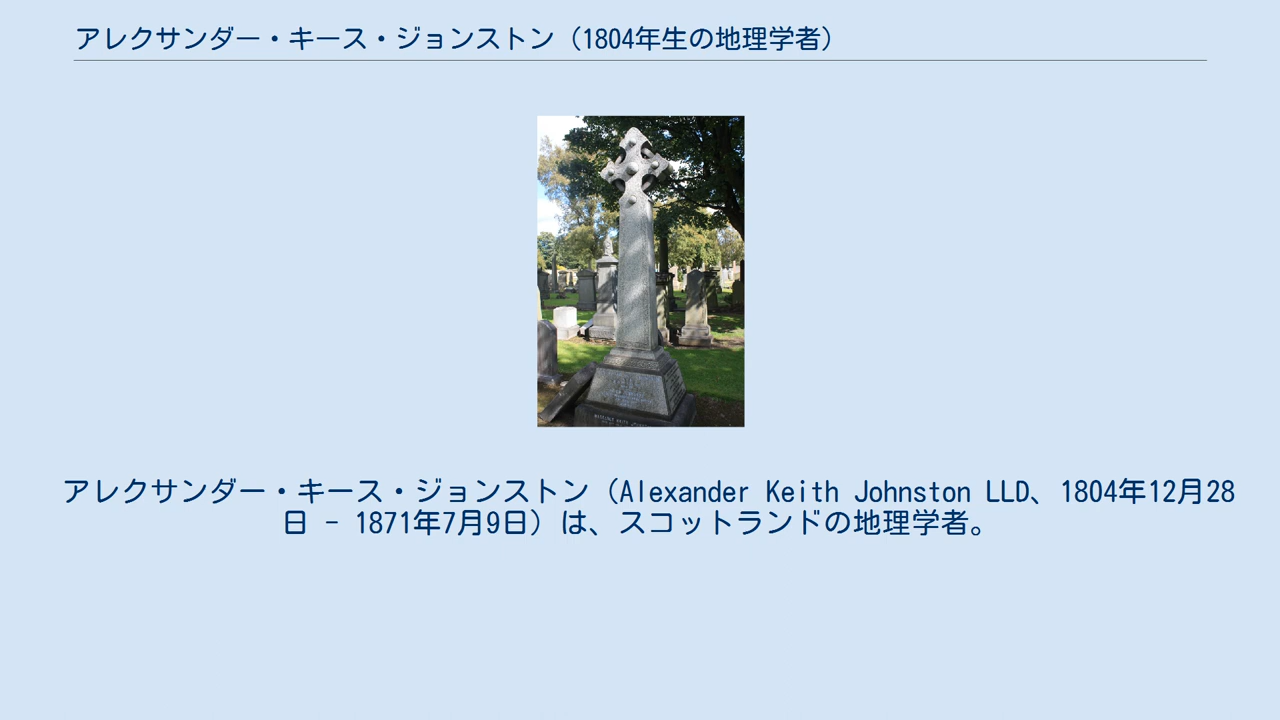 アレクサンダー・キース・ジョンストン（1804年生の地理学者）
アレクサンダー・キース・ジョンストン（Alexander Keith Johnston LLD、1804年12月28
日 - 1871年7月9日）は、スコットランドの地理学者。